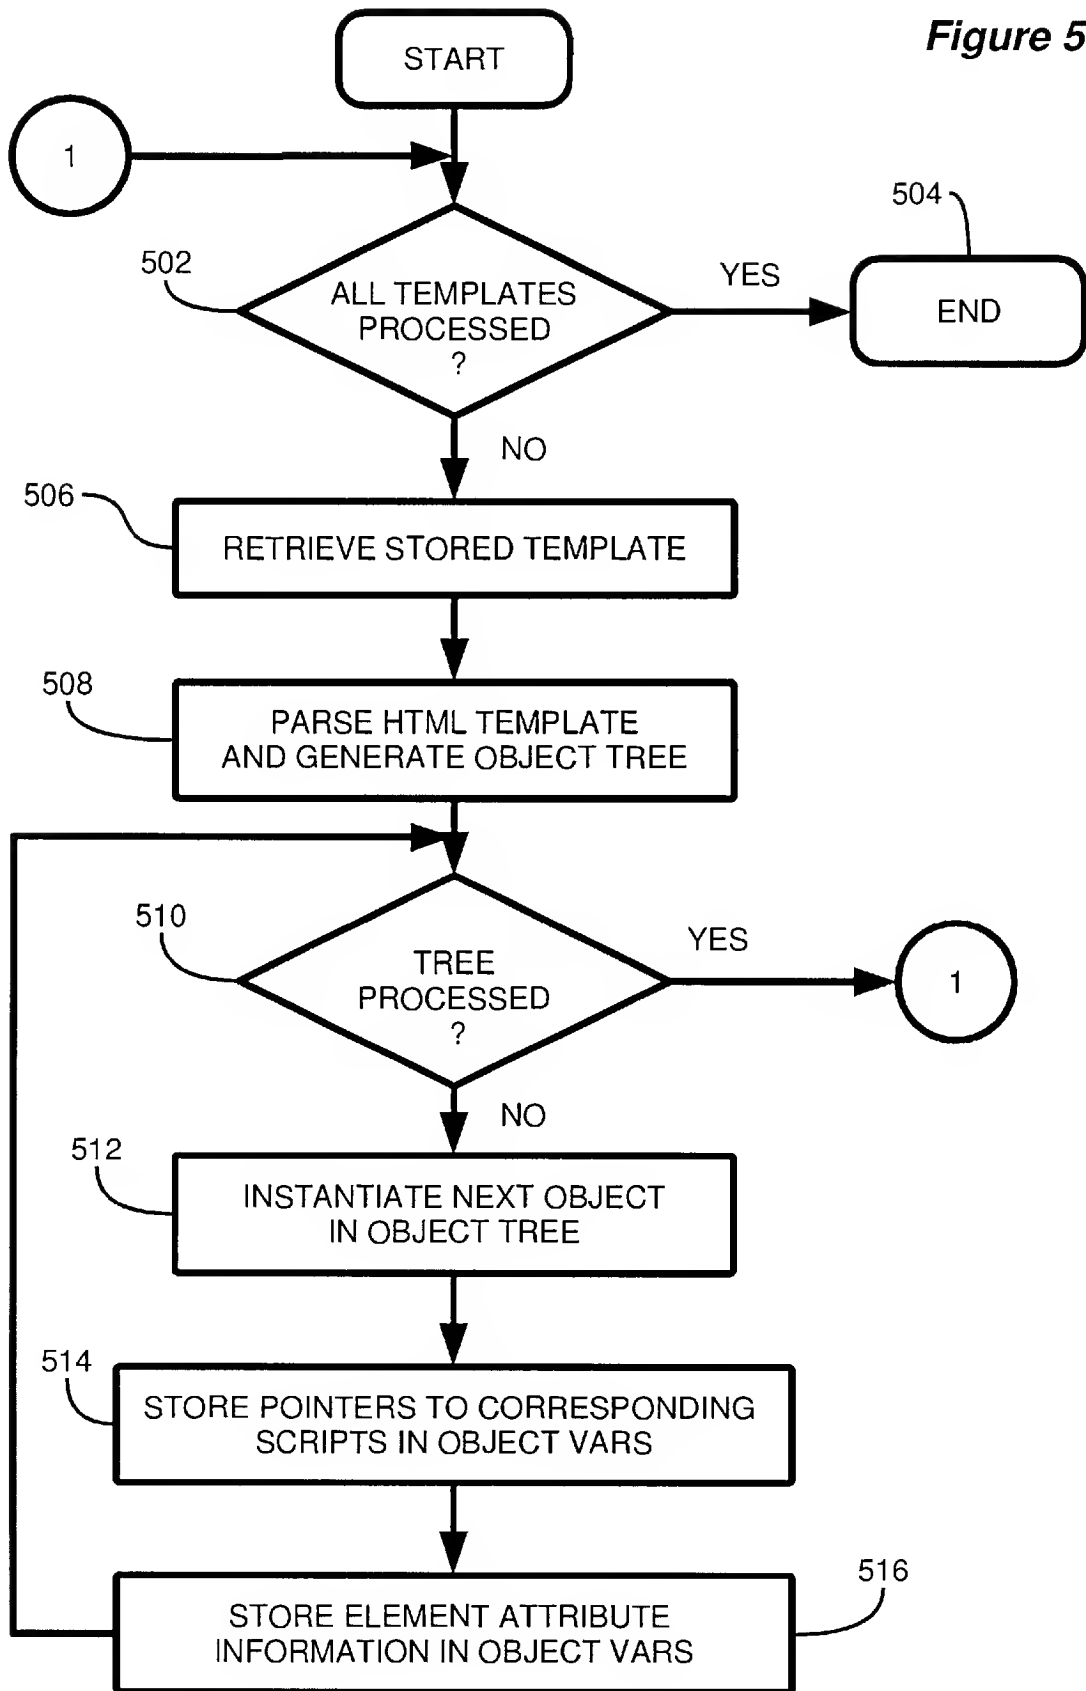 Figure 5
START
1
504
502
ALL TEMPLATES
PROCESSED
?
YES
END
NO
506
RETRIEVE STORED TEMPLATE
508
PARSE HTML TEMPLATE
AND GENERATE OBJECT TREE
510
TREE
PROCESSED
?
YES
1
NO
512
INSTANTIATE NEXT OBJECT
IN OBJECT TREE
514
STORE POINTERS TO CORRESPONDING
SCRIPTS IN OBJECT VARS
516
STORE ELEMENT ATTRIBUTE
INFORMATION IN OBJECT VARS